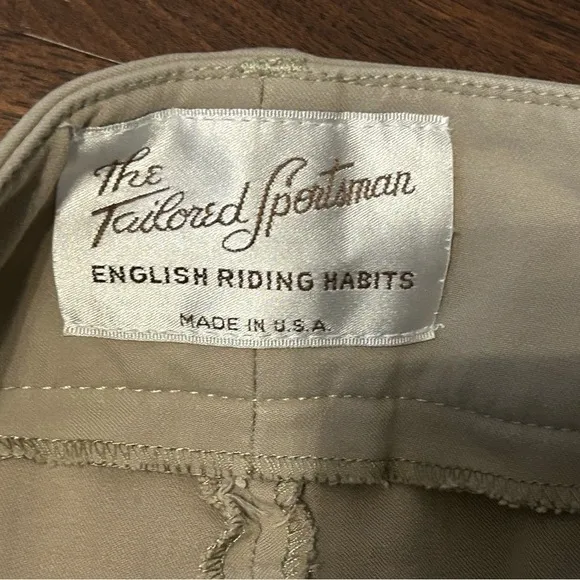 The
Tailored Sportsman
ENGLISH RIDING HABITS
MADE IN U.S.A.